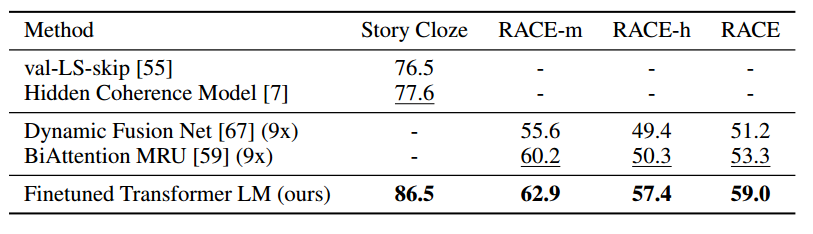 Method Story Cloze RACE-m RACE-h RACE
val-LS-skip [55] 76.5 - - -
Hidden Coherence Model [7] 77.6 - - -
Dynamic Fusion Net [67] (9x) - 55.6 49.4 51.2
BiAttention MRU [59] (9x) - 60.2 50.3 53.3
Finetuned Transformer LM (ours) 86.5 62.9 57.4 59.0